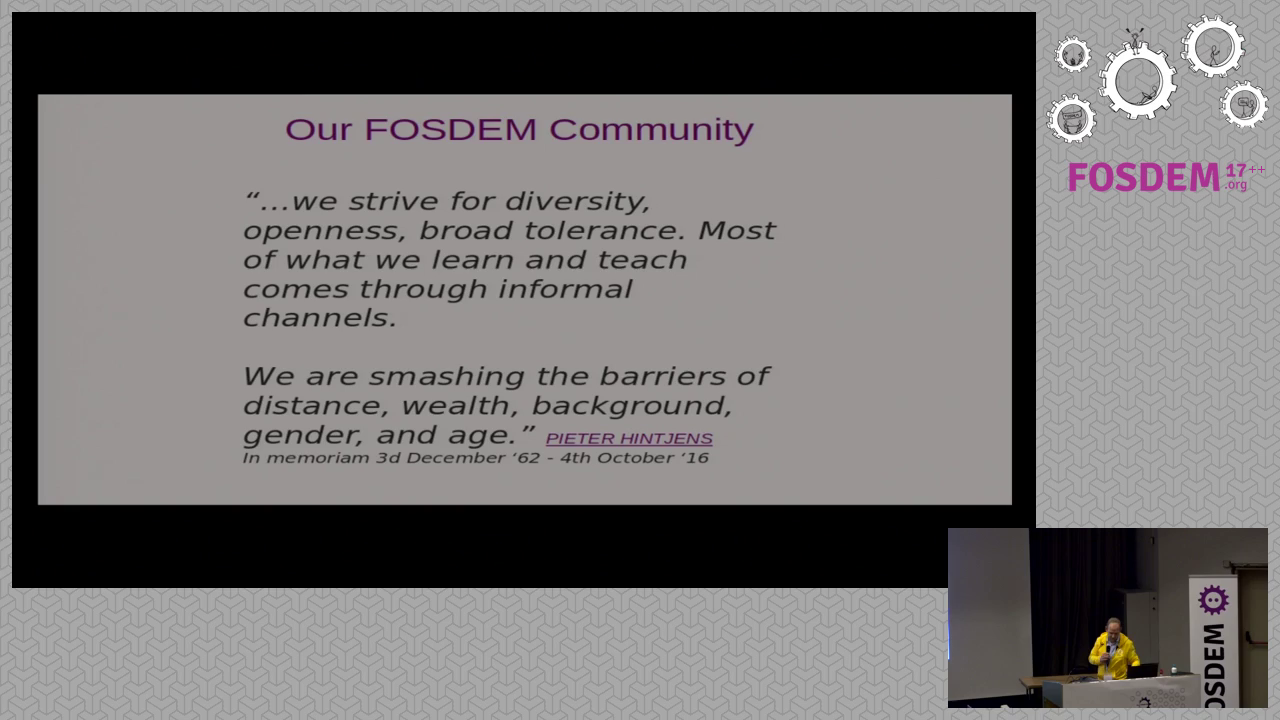 Our FOSDEM Community
“...we strive for diversity,
openness, broad tolerance. Most
of what we learn and teach
comes through informal
channels.
We are smashing the barriers of
distance, wealth, background,
gender, and age.” PIETER HINTJENS
In memoriam 3d December ‘62 - 4th October ‘16
FOSDEM 17++
.org
OSDEM